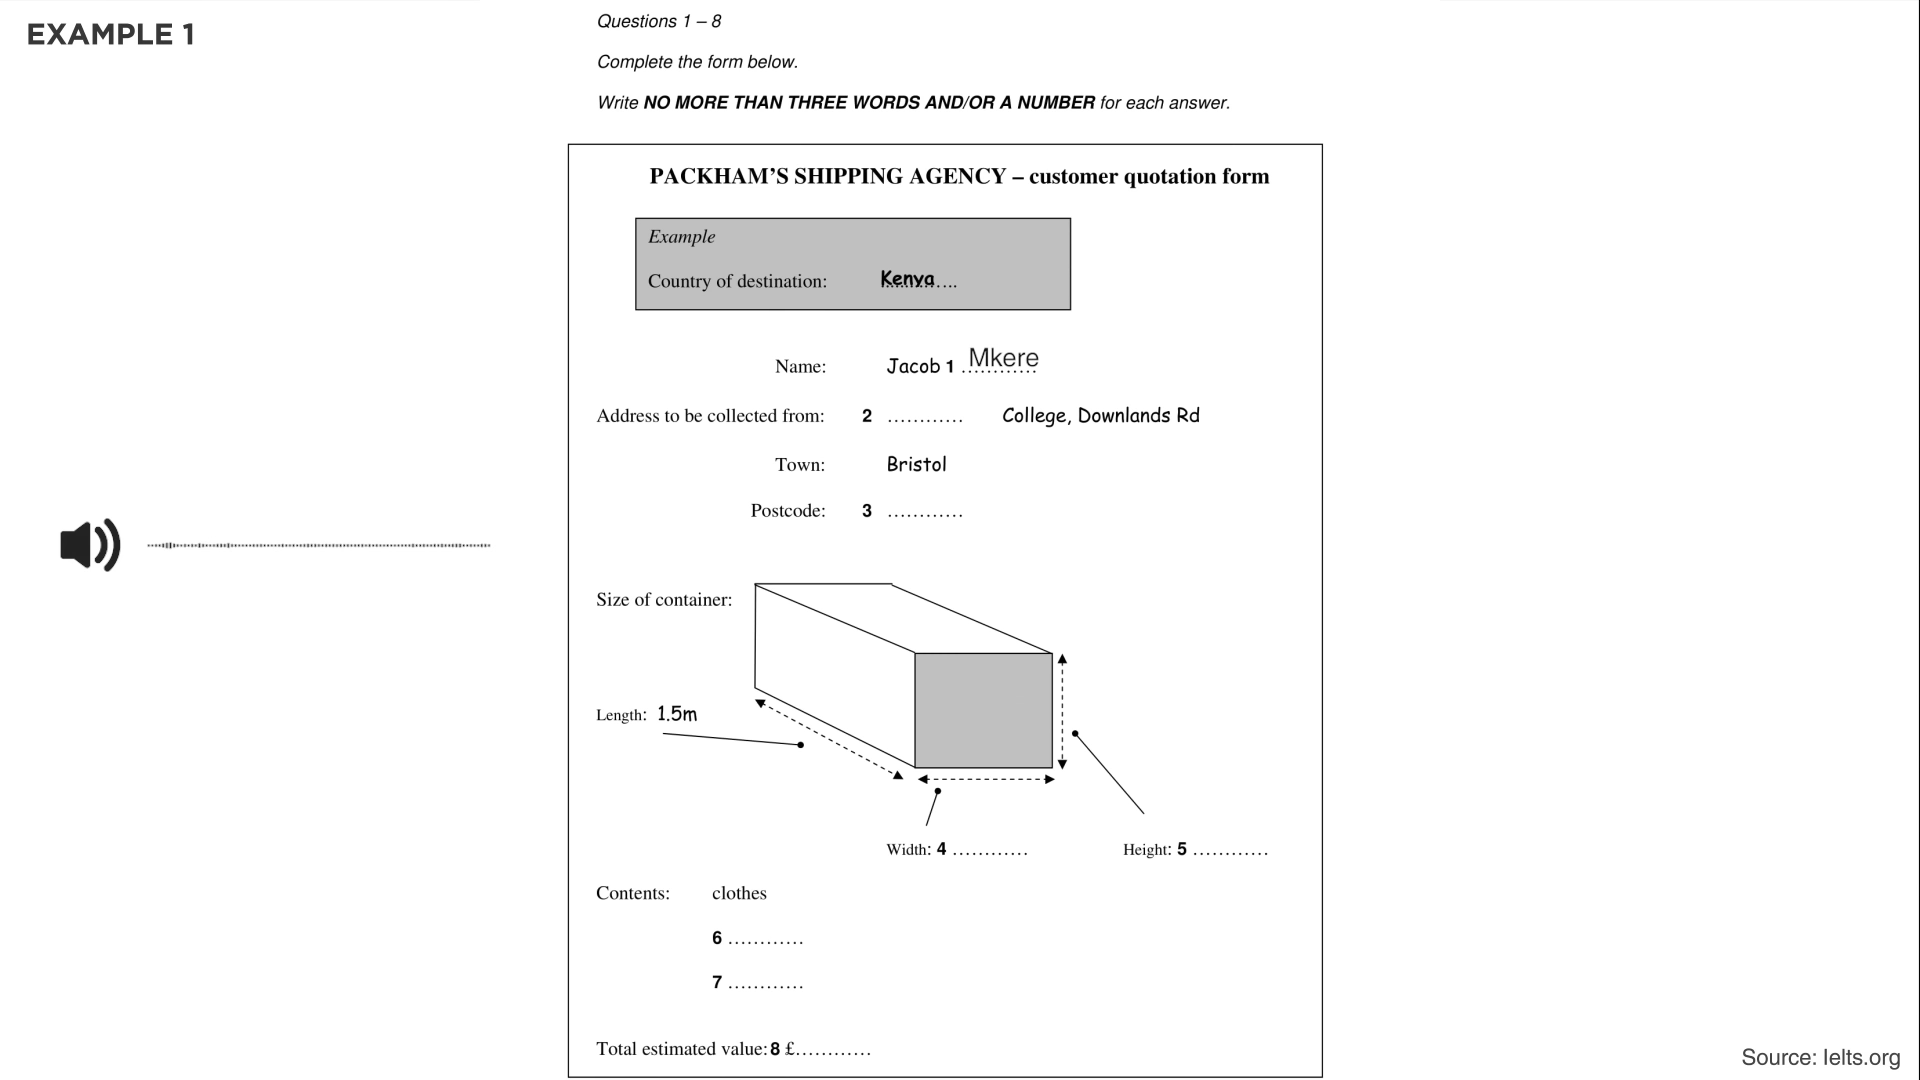 EXAMPLE 1
Questions 1 – 8
Complete the form below.
Write NO MORE THAN THREE WORDS AND/OR A NUMBER for each answer.
PACKHAM'S SHIPPING AGENCY – customer quotation form
Example
Country of destination: Kenya............
Name: Jacob 1 ............ Mkere
Address to be collected from: 2 ............ College, Downlands Rd
Town: Bristol
Postcode: 3 ............
Size of container:
Length: 1.5m
Width: 4 ............ Height: 5 ............
Contents: clothes
6 ............
7 ............
Total estimated value: 8 £............
Source: Ielts.org